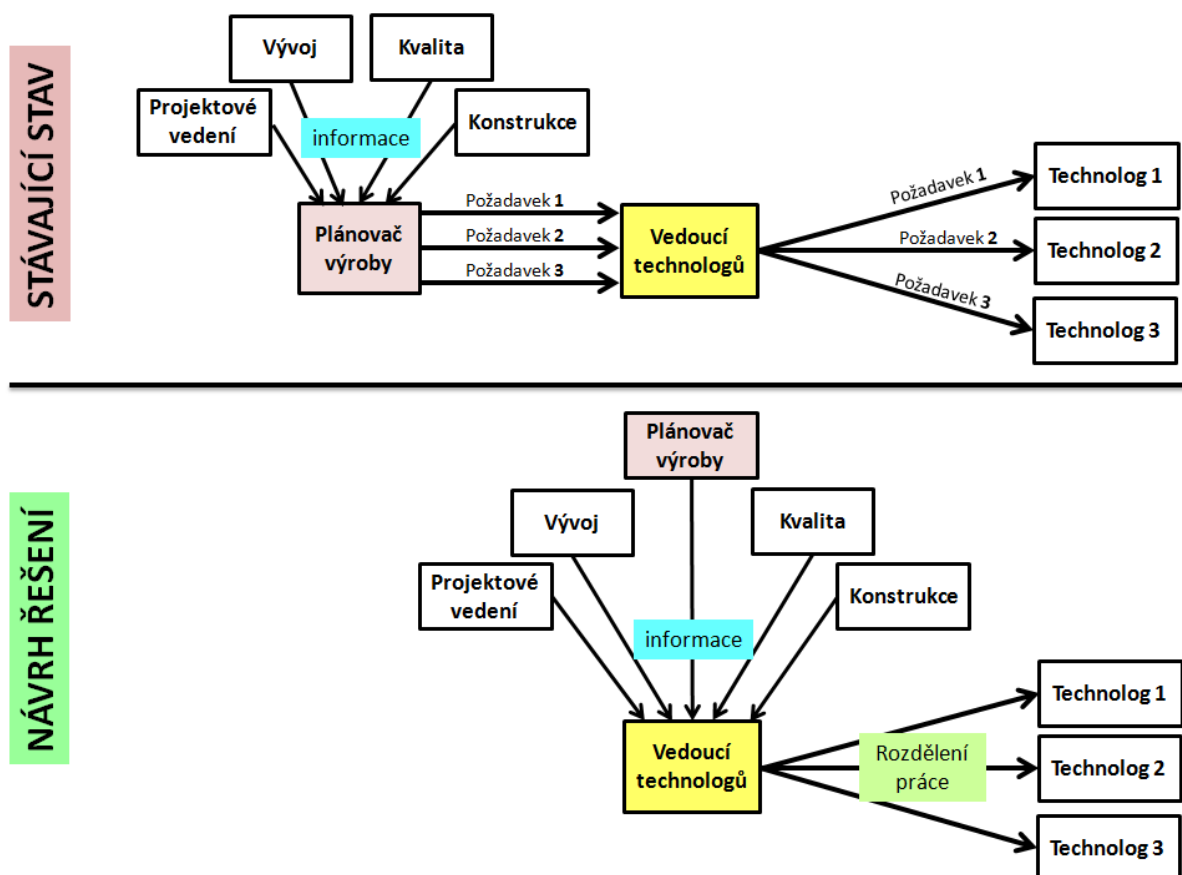 STÁVAJÍCÍ STAV
Vývoj
Kvalita
Projektové
vedení
informace
Konstrukce
Plánovač
výroby
Požadavek 1
Požadavek 2
Požadavek 3
Vedoucí
technologů
Požadavek 1
Požadavek 2
Požadavek 3
Technolog 1
Technolog 2
Technolog 3
NÁVRH ŘEŠENÍ
Plánovač
výroby
Vývoj
Kvalita
Projektové
vedení
Konstrukce
informace
Vedoucí
technologů
Rozdělení
práce
Technolog 1
Technolog 2
Technolog 3